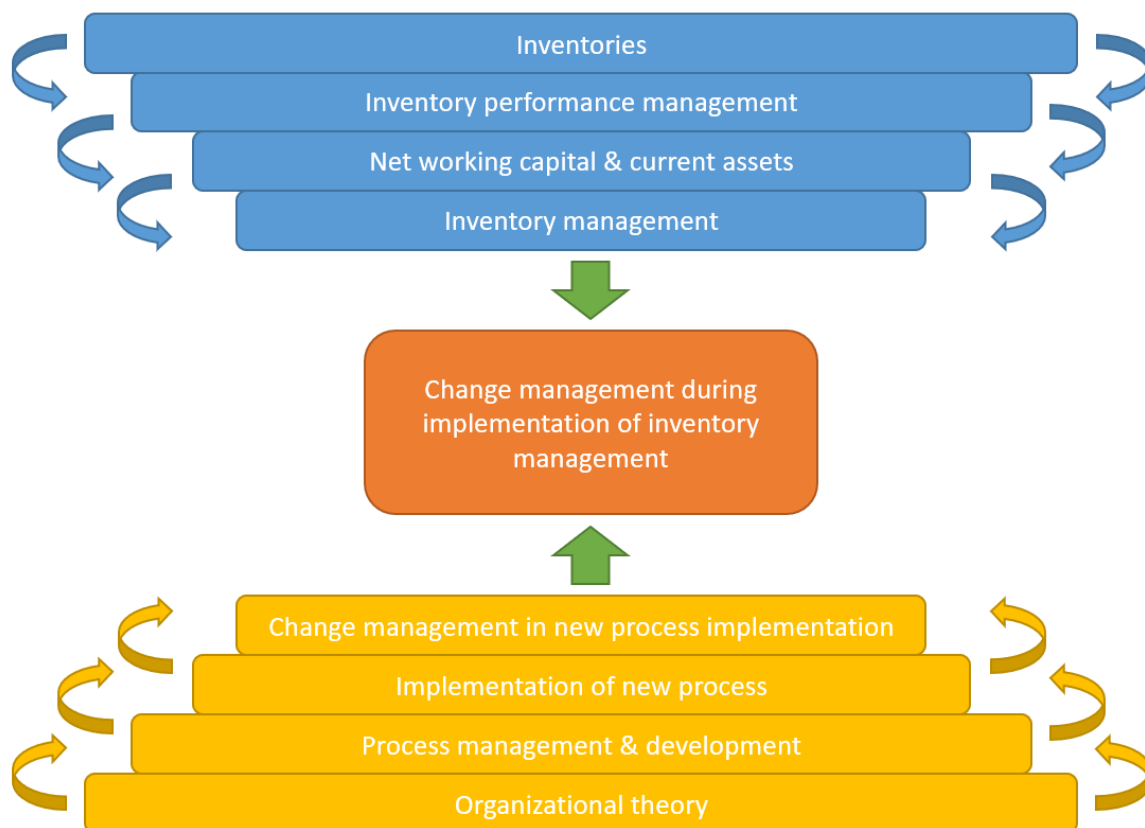 Inventories
Inventory performance management
Net working capital & current assets
Inventory management
Change management during
implementation of inventory
management
Change management in new process implementation
Implementation of new process
Process management & development
Organizational theory